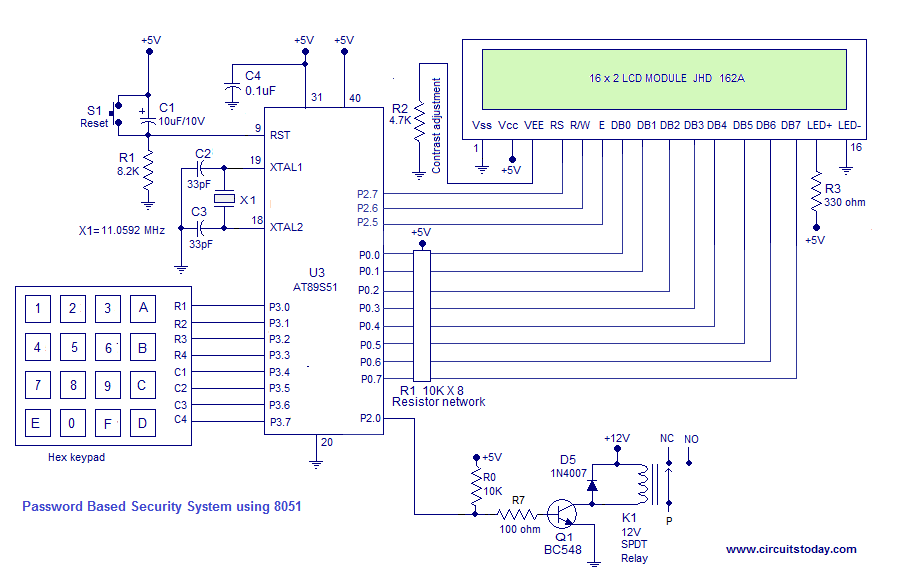 +5V
+5V
+5V
C4
0.1uF
S1
Reset
+
C1
10uF/10V
R1
8.2K
31
40
9
RST
C2
33pF
19
XTAL1
X1
C3
33pF
18
XTAL2
X1= 11.0592 MHz
U3
AT89S51
R2
4.7K
Contrast adjustment
16 x 2 LCD MODULE JHD 162A
Vss Vcc VEE RS R/W E DB0 DB1 DB2 DB3 DB4 DB5 DB6 DB7 LED+ LED-
1
16
+5V
R3
330 ohm
+5V
P2.7
P2.6
P2.5
+5V
P0.0
P0.1
P0.2
P0.3
P0.4
P0.5
P0.6
P0.7
R1 10K X 8
Resistor network
P2.0
1 2 3 A
4 5 6 B
7 8 9 C
E 0 F D
R1 P3.0
R2 P3.1
R3 P3.2
R4 P3.3
C1 P3.4
C2 P3.5
C3 P3.6
C4 P3.7
Hex keypad
20
+5V
R0
10K
R7
100 ohm
Q1
BC548
D5
1N4007
+12V
NC NO
P
K1
12V
SPDT
Relay
Password Based Security System using 8051
www.circuitstoday.com